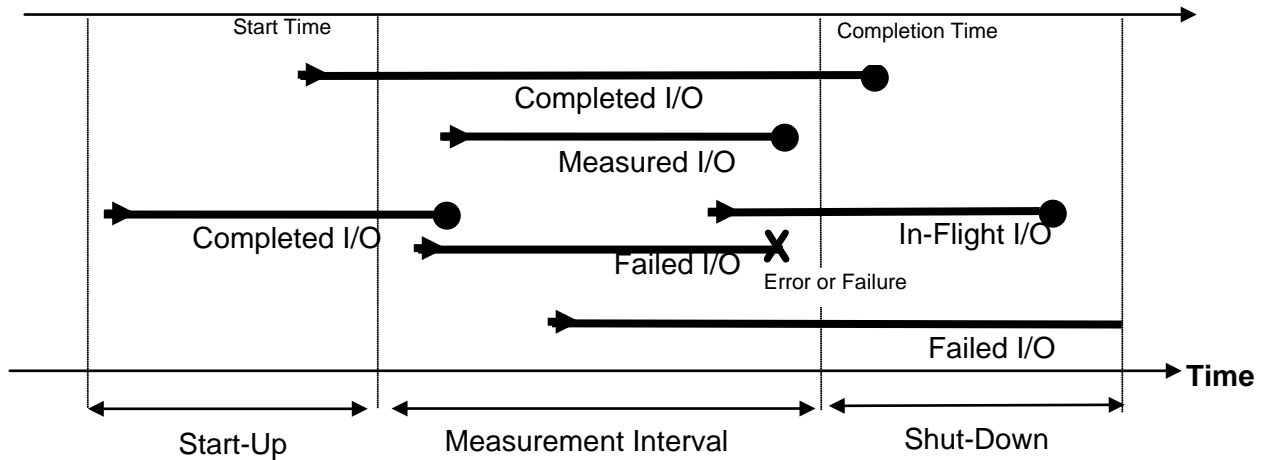 Start Time
Completion Time
Completed I/O
Measured I/O
Completed I/O
In-Flight I/O
Failed I/O
Error or Failure
Failed I/O
Time
Start-Up
Measurement Interval
Shut-Down